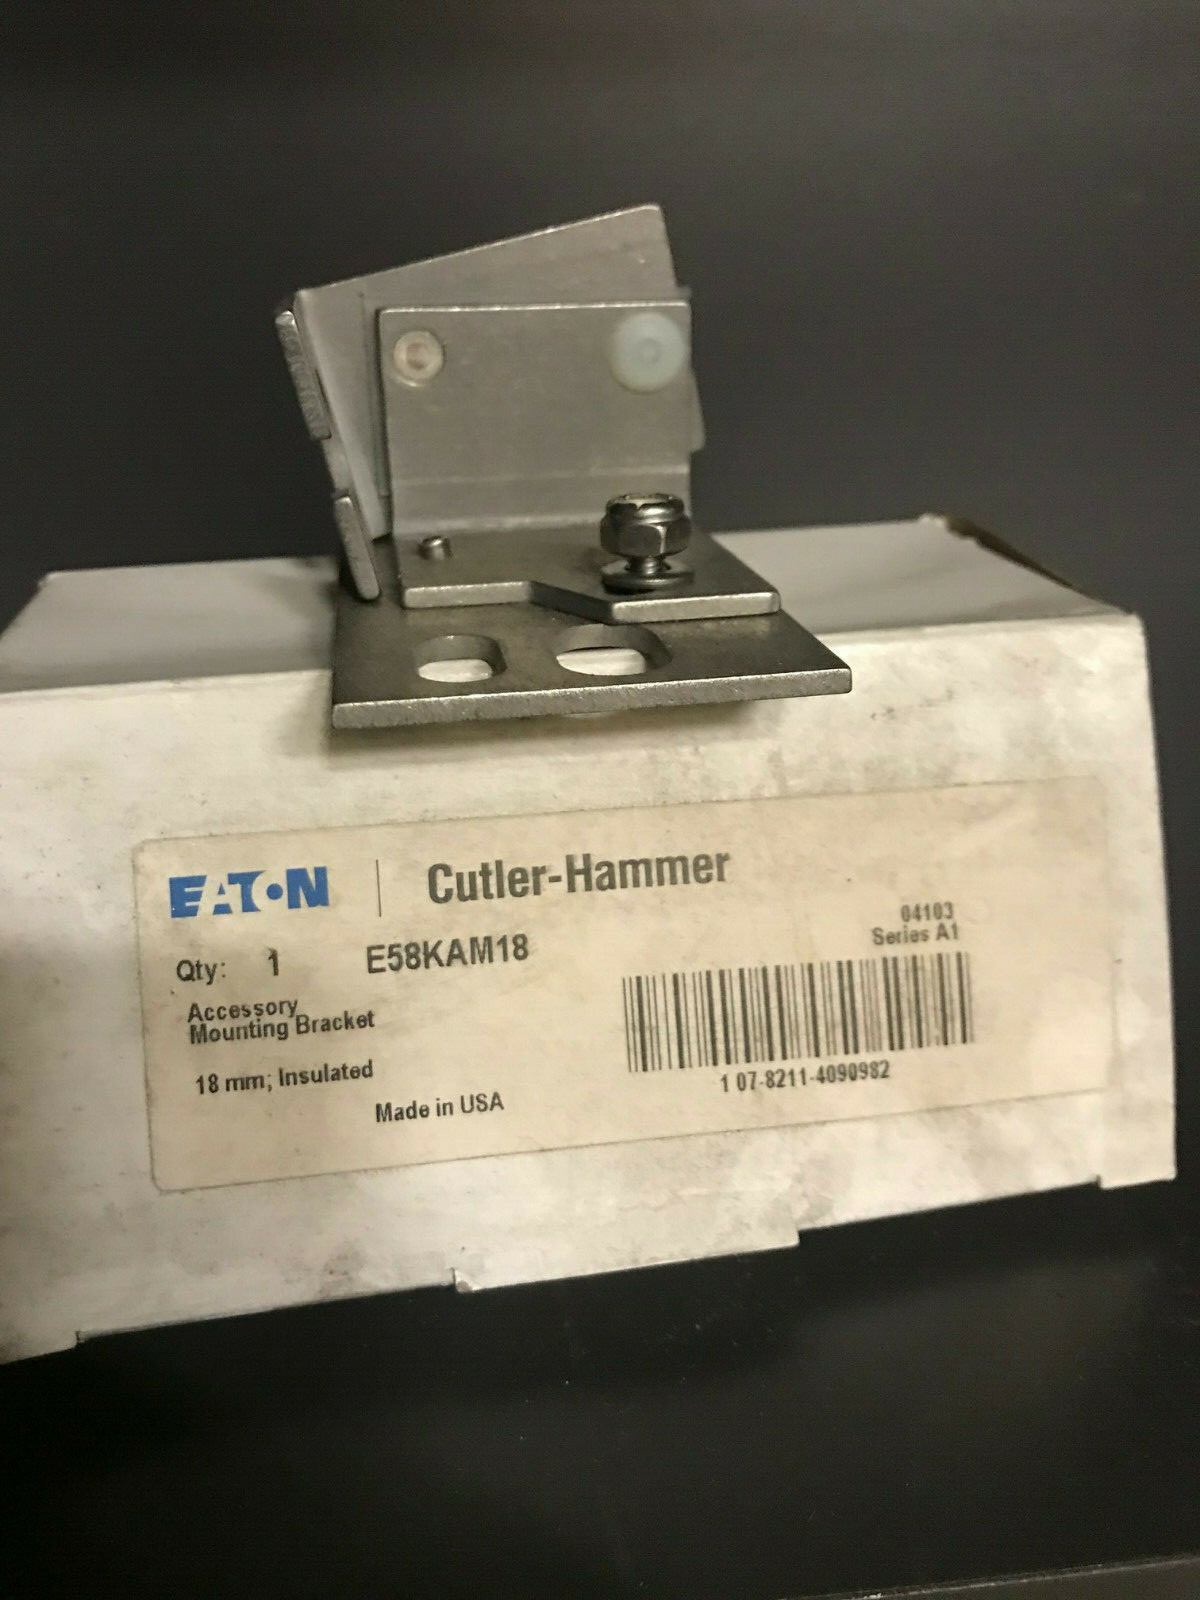 EATON Cutler-Hammer
04103
Series A1
Qty: 1 E58KAM18
Accessory
Mounting Bracket
18 mm; Insulated
Made in USA
1 07-8211-4090982